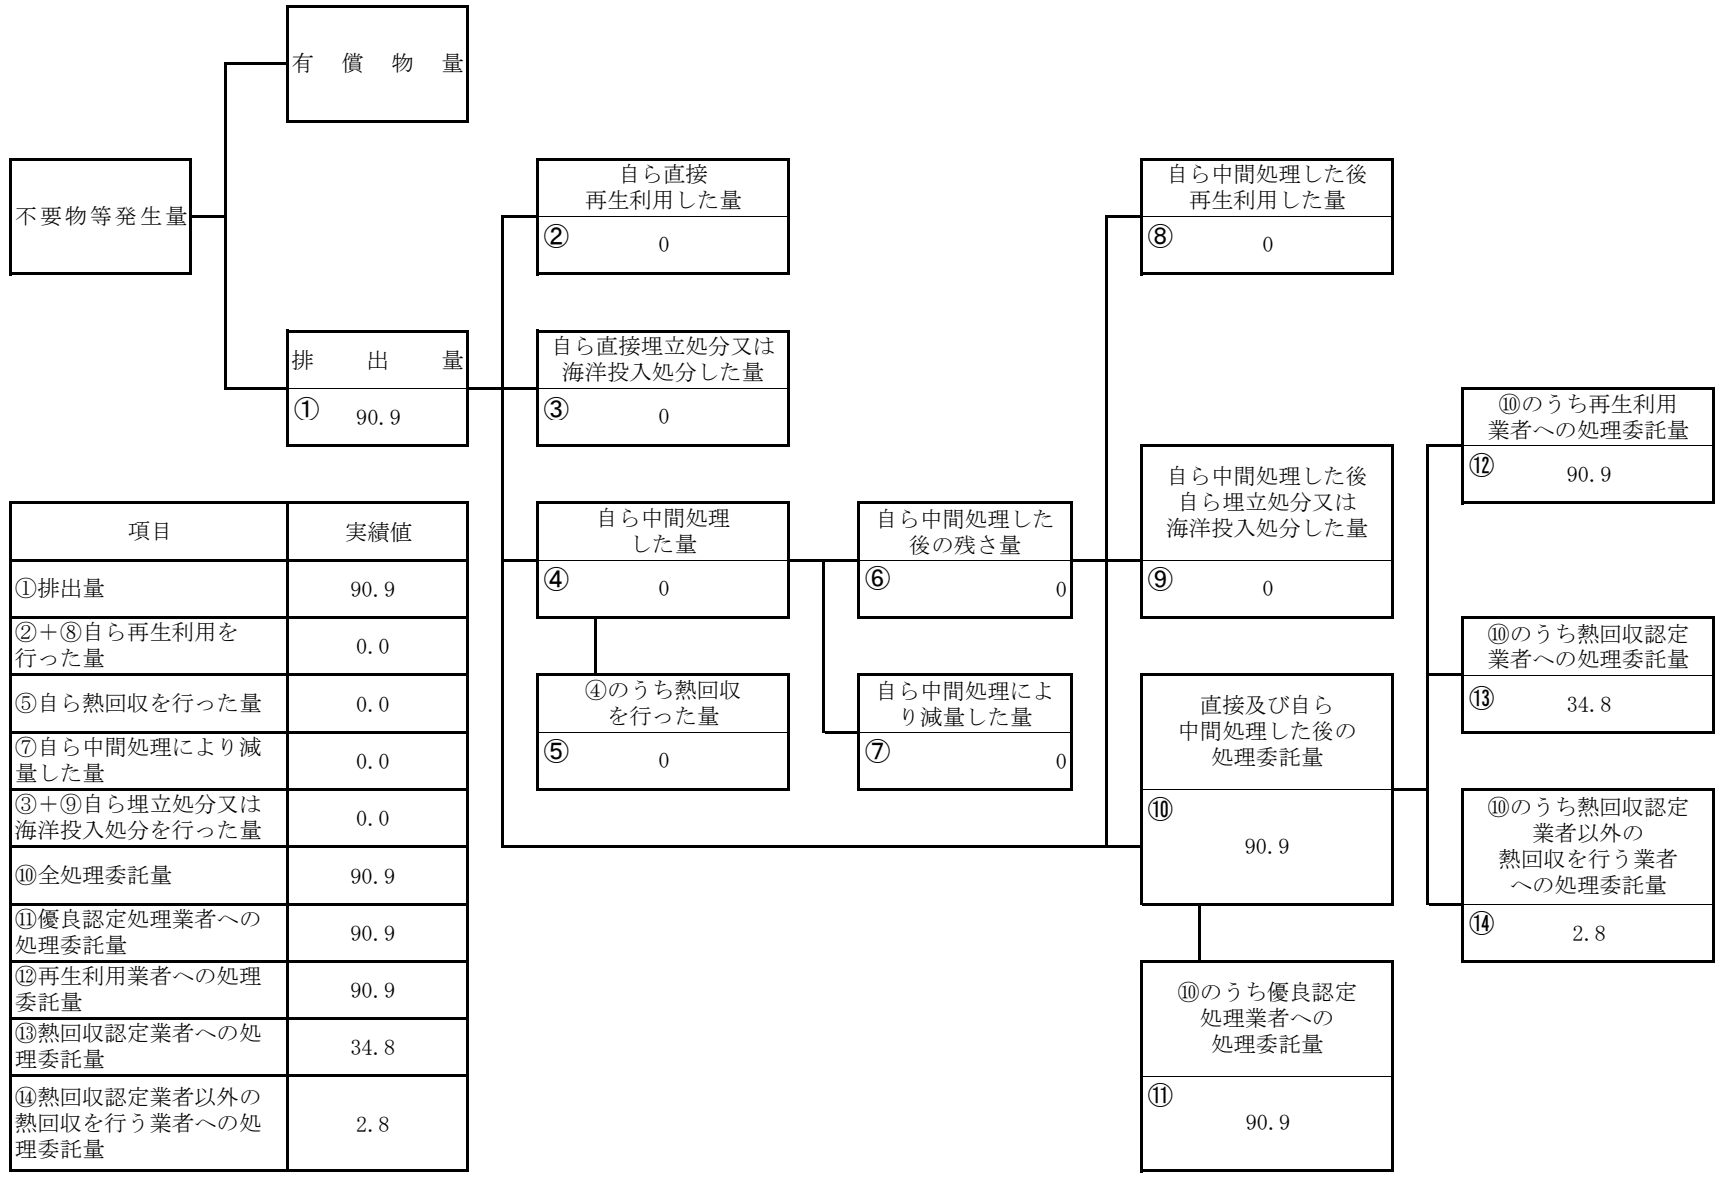 有償物量
不要物等発生量
排出量
① 90.9
自ら直接
再生利用した量
② 0
自ら直接埋立処分又は
海洋投入処分した量
③ 0
自ら中間処理
した量
④ 0
④のうち熱回収
を行った量
⑤ 0
自ら中間処理した
後の残さ量
⑥ 0
自ら中間処理によ
り減量した量
⑦ 0
自ら中間処理した後
再生利用した量
⑧ 0
自ら中間処理した後
自ら埋立処分又は
海洋投入処分した量
⑨ 0
直接及び自ら
中間処理した後の
処理委託量
⑩
90.9
⑩のうち優良認定
処理業者への
処理委託量
⑪
90.9
⑩のうち再生利用
業者への処理委託量
⑫ 90.9
⑩のうち熱回収認定
業者への処理委託量
⑬ 34.8
⑩のうち熱回収認定
業者以外の
熱回収を行う業者
への処理委託量
⑭ 2.8
項目 実績値
①排出量 90.9
②＋⑧自ら再生利用を
行った量 0.0
⑤自ら熱回収を行った量 0.0
⑦自ら中間処理により減
量した量 0.0
③＋⑨自ら埋立処分又は
海洋投入処分を行った量 0.0
⑩全処理委託量 90.9
⑪優良認定処理業者への
処理委託量 90.9
⑫再生利用業者への処理
委託量 90.9
⑬熱回収認定業者への処
理委託量 34.8
⑭熱回収認定業者以外の
熱回収を行う業者への処
理委託量 2.8